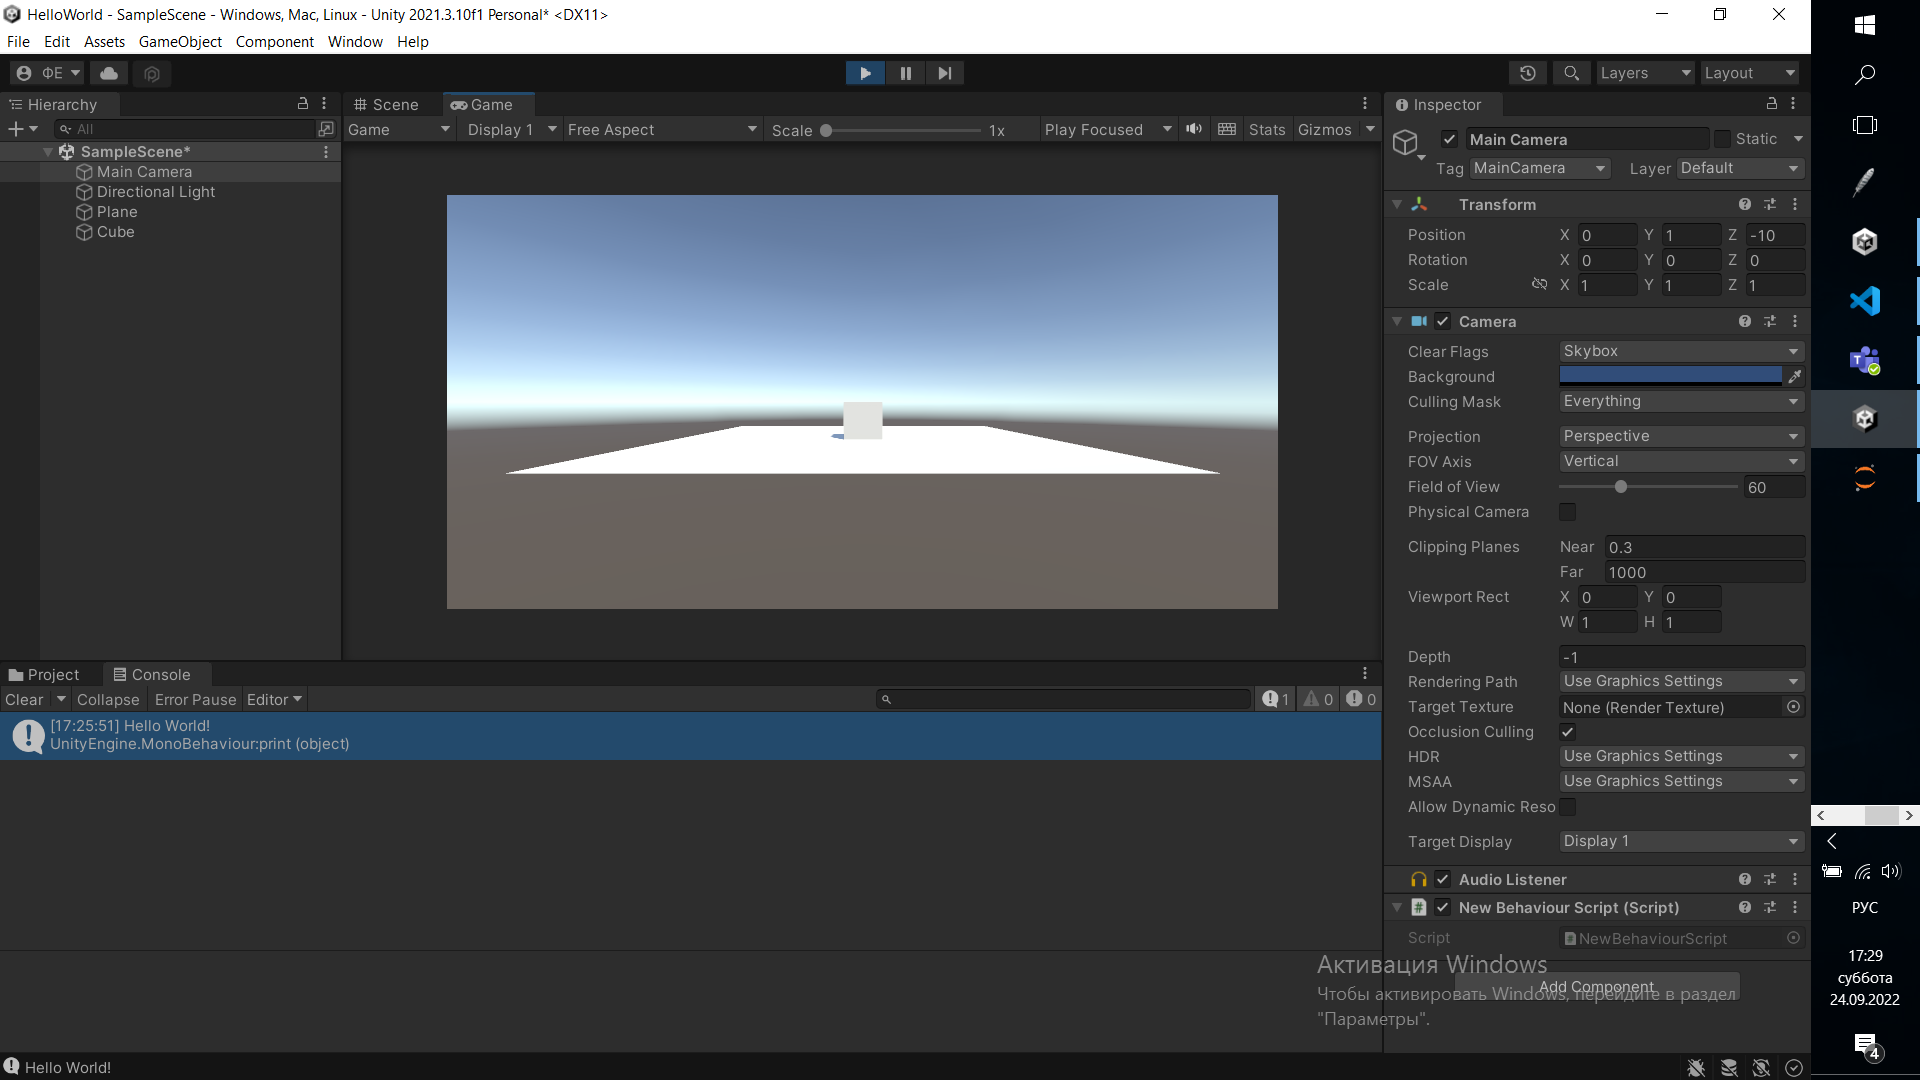 HelloWorld - SampleScene - Windows, Mac, Linux - Unity 2021.3.10f1 Personal* <DX11>
File Edit Assets GameObject Component Window Help
ФЕ
Layers Layout
Hierarchy
All
SampleScene*
Main Camera
Directional Light
Plane
Cube
Scene Game
Game Display 1 Free Aspect Scale 1x Play Focused Stats Gizmos
Project Console
Clear Collapse Error Pause Editor 1 0 0
[17:25:51] Hello World!
UnityEngine.MonoBehaviour:print (object)
Hello World!
Inspector
Main Camera Static
Tag MainCamera Layer Default
Transform
Position X 0 Y 1 Z -10
Rotation X 0 Y 0 Z 0
Scale X 1 Y 1 Z 1
Camera
Clear Flags Skybox
Background
Culling Mask Everything
Projection Perspective
FOV Axis Vertical
Field of View 60
Physical Camera
Clipping Planes Near 0.3
Far 1000
Viewport Rect X 0 Y 0
W 1 H 1
Depth -1
Rendering Path Use Graphics Settings
Target Texture None (Render Texture)
Occlusion Culling
HDR Use Graphics Settings
MSAA Use Graphics Settings
Allow Dynamic Reso
Target Display Display 1
Audio Listener
New Behaviour Script (Script)
Script NewBehaviourScript
Add Component
Активация Windows
Чтобы активировать Windows, перейдите в раздел
"Параметры".
T
РУС
17:29
суббота
24.09.2022
4